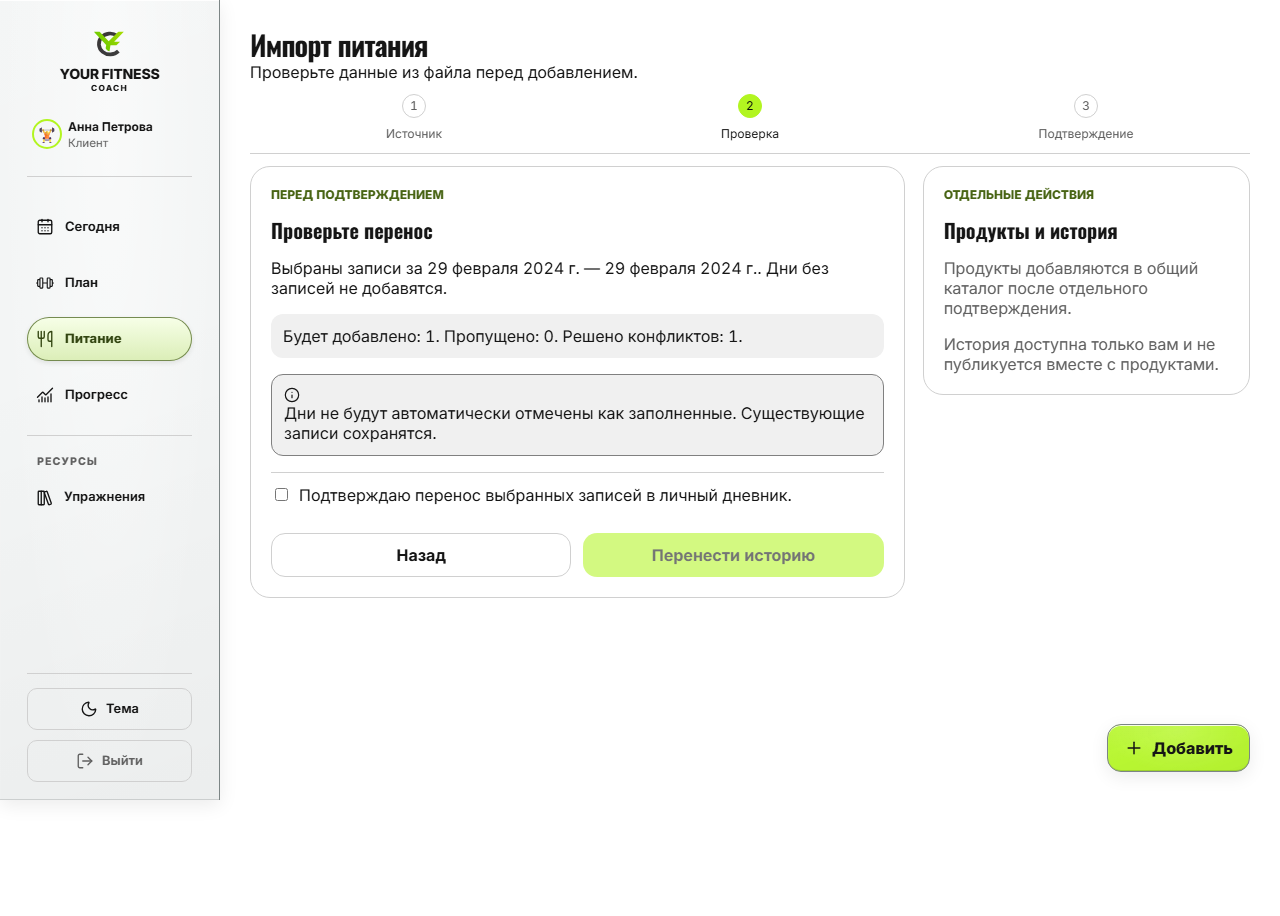 YOUR FITNESS
COACH
Анна Петрова
Клиент
Сегодня
План
Питание
Прогресс
РЕСУРСЫ
Упражнения
Тема
Выйти
Импорт питания
Проверьте данные из файла перед добавлением.
1
Источник
2
Проверка
3
Подтверждение
ПЕРЕД ПОДТВЕРЖДЕНИЕМ
Проверьте перенос
Выбраны записи за 29 февраля 2024 г. — 29 февраля 2024 г.. Дни без
записей не добавятся.
Будет добавлено: 1. Пропущено: 0. Решено конфликтов: 1.
Дни не будут автоматически отмечены как заполненные. Существующие
записи сохранятся.
Подтверждаю перенос выбранных записей в личный дневник.
Назад
Перенести историю
ОТДЕЛЬНЫЕ ДЕЙСТВИЯ
Продукты и история
Продукты добавляются в общий
каталог после отдельного
подтверждения.
История доступна только вам и не
публикуется вместе с продуктами.
Добавить